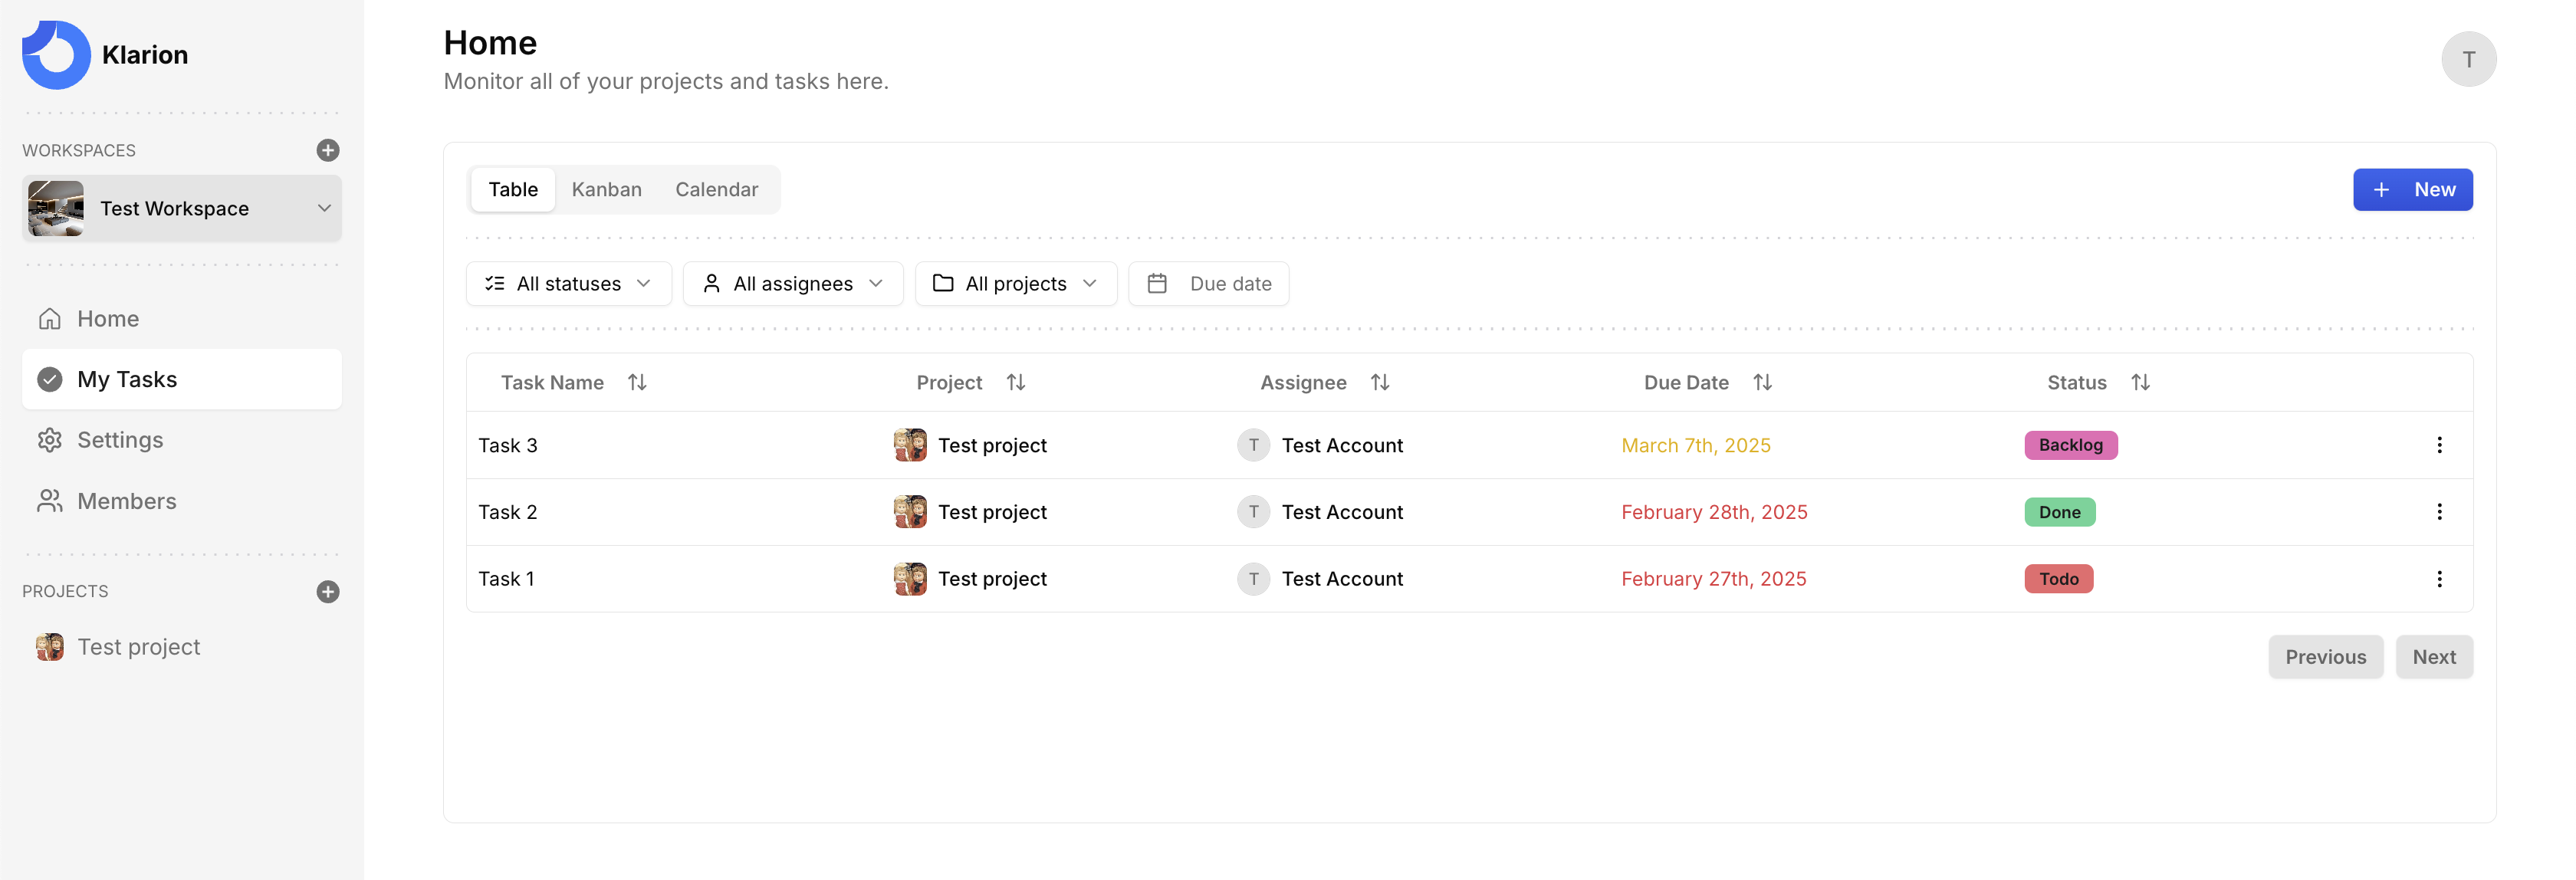 Klarion
WORKSPACES
Test Workspace
Home
My Tasks
Settings
Members
PROJECTS
Test project
Home
Monitor all of your projects and tasks here.
T
Table Kanban Calendar
New
All statuses All assignees All projects Due date
Task Name Project Assignee Due Date Status
Task 3 Test project T Test Account March 7th, 2025 Backlog
Task 2 Test project T Test Account February 28th, 2025 Done
Task 1 Test project T Test Account February 27th, 2025 Todo
Previous Next